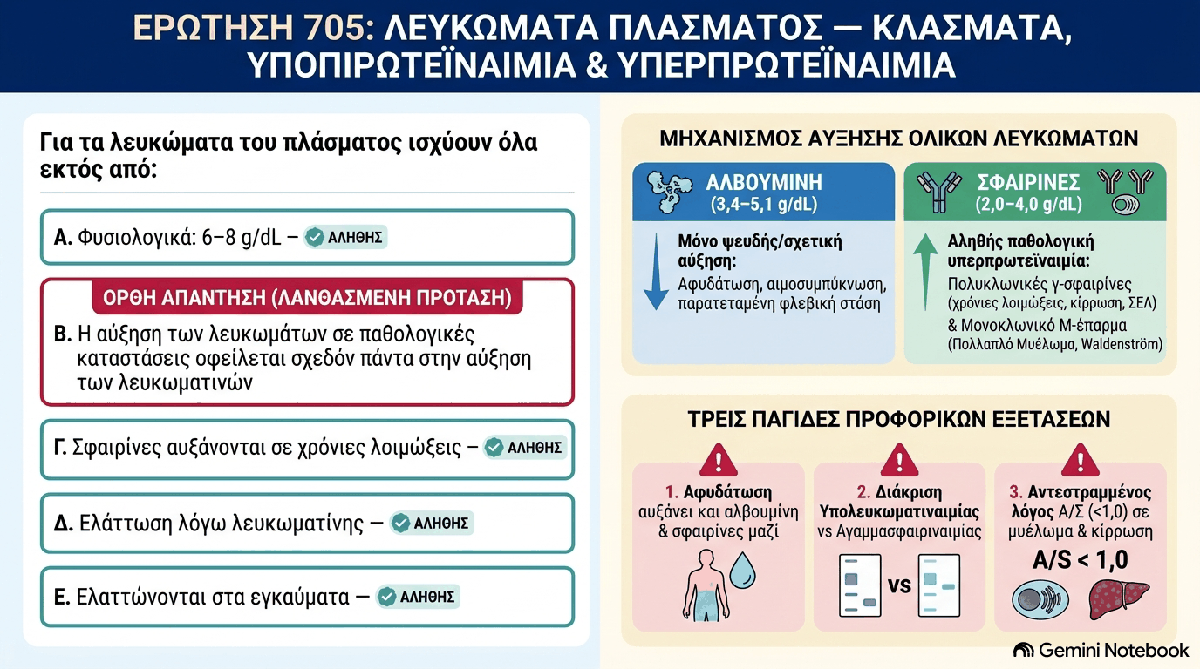 ΕΡΩΤΗΣΗ 705: ΛΕΥΚΩΜΑΤΑ ΠΛΑΣΜΑΤΟΣ — ΚΛΑΣΜΑΤΑ,
ΥΠΟΠΙΡΩΤΕΪΝΑΙΜΙΑ & ΥΠΕΡΠΡΩΤΕΪΝΑΙΜΙΑ
Για τα λευκώματα του πλάσματος ισχύουν όλα
εκτός από:
Α. Φυσιολογικά: 6–8 g/dL – ΑΛΗΘΗΣ
ΟΡΘΗ ΑΠΑΝΤΗΣΗ (ΛΑΝΘΑΣΜΕΝΗ ΠΡΟΤΑΣΗ)
Β. Η αύξηση των λευκωμάτων σε παθολογικές
καταστάσεις οφείλεται σχεδόν πάντα στην αύξηση
των λευκωματινών
Γ. Σφαιρίνες αυξάνονται σε χρόνιες λοιμώξεις – ΑΛΗΘΗΣ
Δ. Ελάττωση λόγω λευκωματίνης — ΑΛΗΘΗΣ
Ε. Ελαττώνονται στα εγκαύματα — ΑΛΗΘΗΣ
ΜΗΧΑΝΙΣΜΟΣ ΑΥΞΗΣΗΣ ΟΛΙΚΩΝ ΛΕΥΚΩΜΑΤΩΝ
ΑΛΒΟΥΜΙΝΗ
(3,4–5,1 g/dL)
Μόνο ψευδής/σχετική
αύξηση:
Αφυδάτωση, αιμοσυμπύκνωση,
παρατεταμένη φλεβική στάση
ΣΦΑΙΡΙΝΕΣ
(2,0–4,0 g/dL)
Αληθής παθολογική
υπερπρωτεϊναιμία:
Πολυκλωνικές γ-σφαιρίνες
(χρόνιες λοιμώξεις, κίρρωση, ΣΕΛ)
& Μονοκλωνικό Μ-έπαρμα
(Πολλαπλό Μυέλωμα, Waldenström)
ΤΡΕΙΣ ΠΑΓΙΔΕΣ ΠΡΟΦΟΡΙΚΩΝ ΕΞΕΤΑΣΕΩΝ
1. Αφυδάτωση
αυξάνει και αλβουμίνη
& σφαιρίνες μαζί
2. Διάκριση
Υπολευκωματιναιμίας
vs Αγαμμασφαιριναιμίας
VS
3. Αντεστραμμένος
λόγος Α/Σ (<1,0) σε
μυέλωμα & κίρρωση
A/S < 1,0
Gemini Notebook